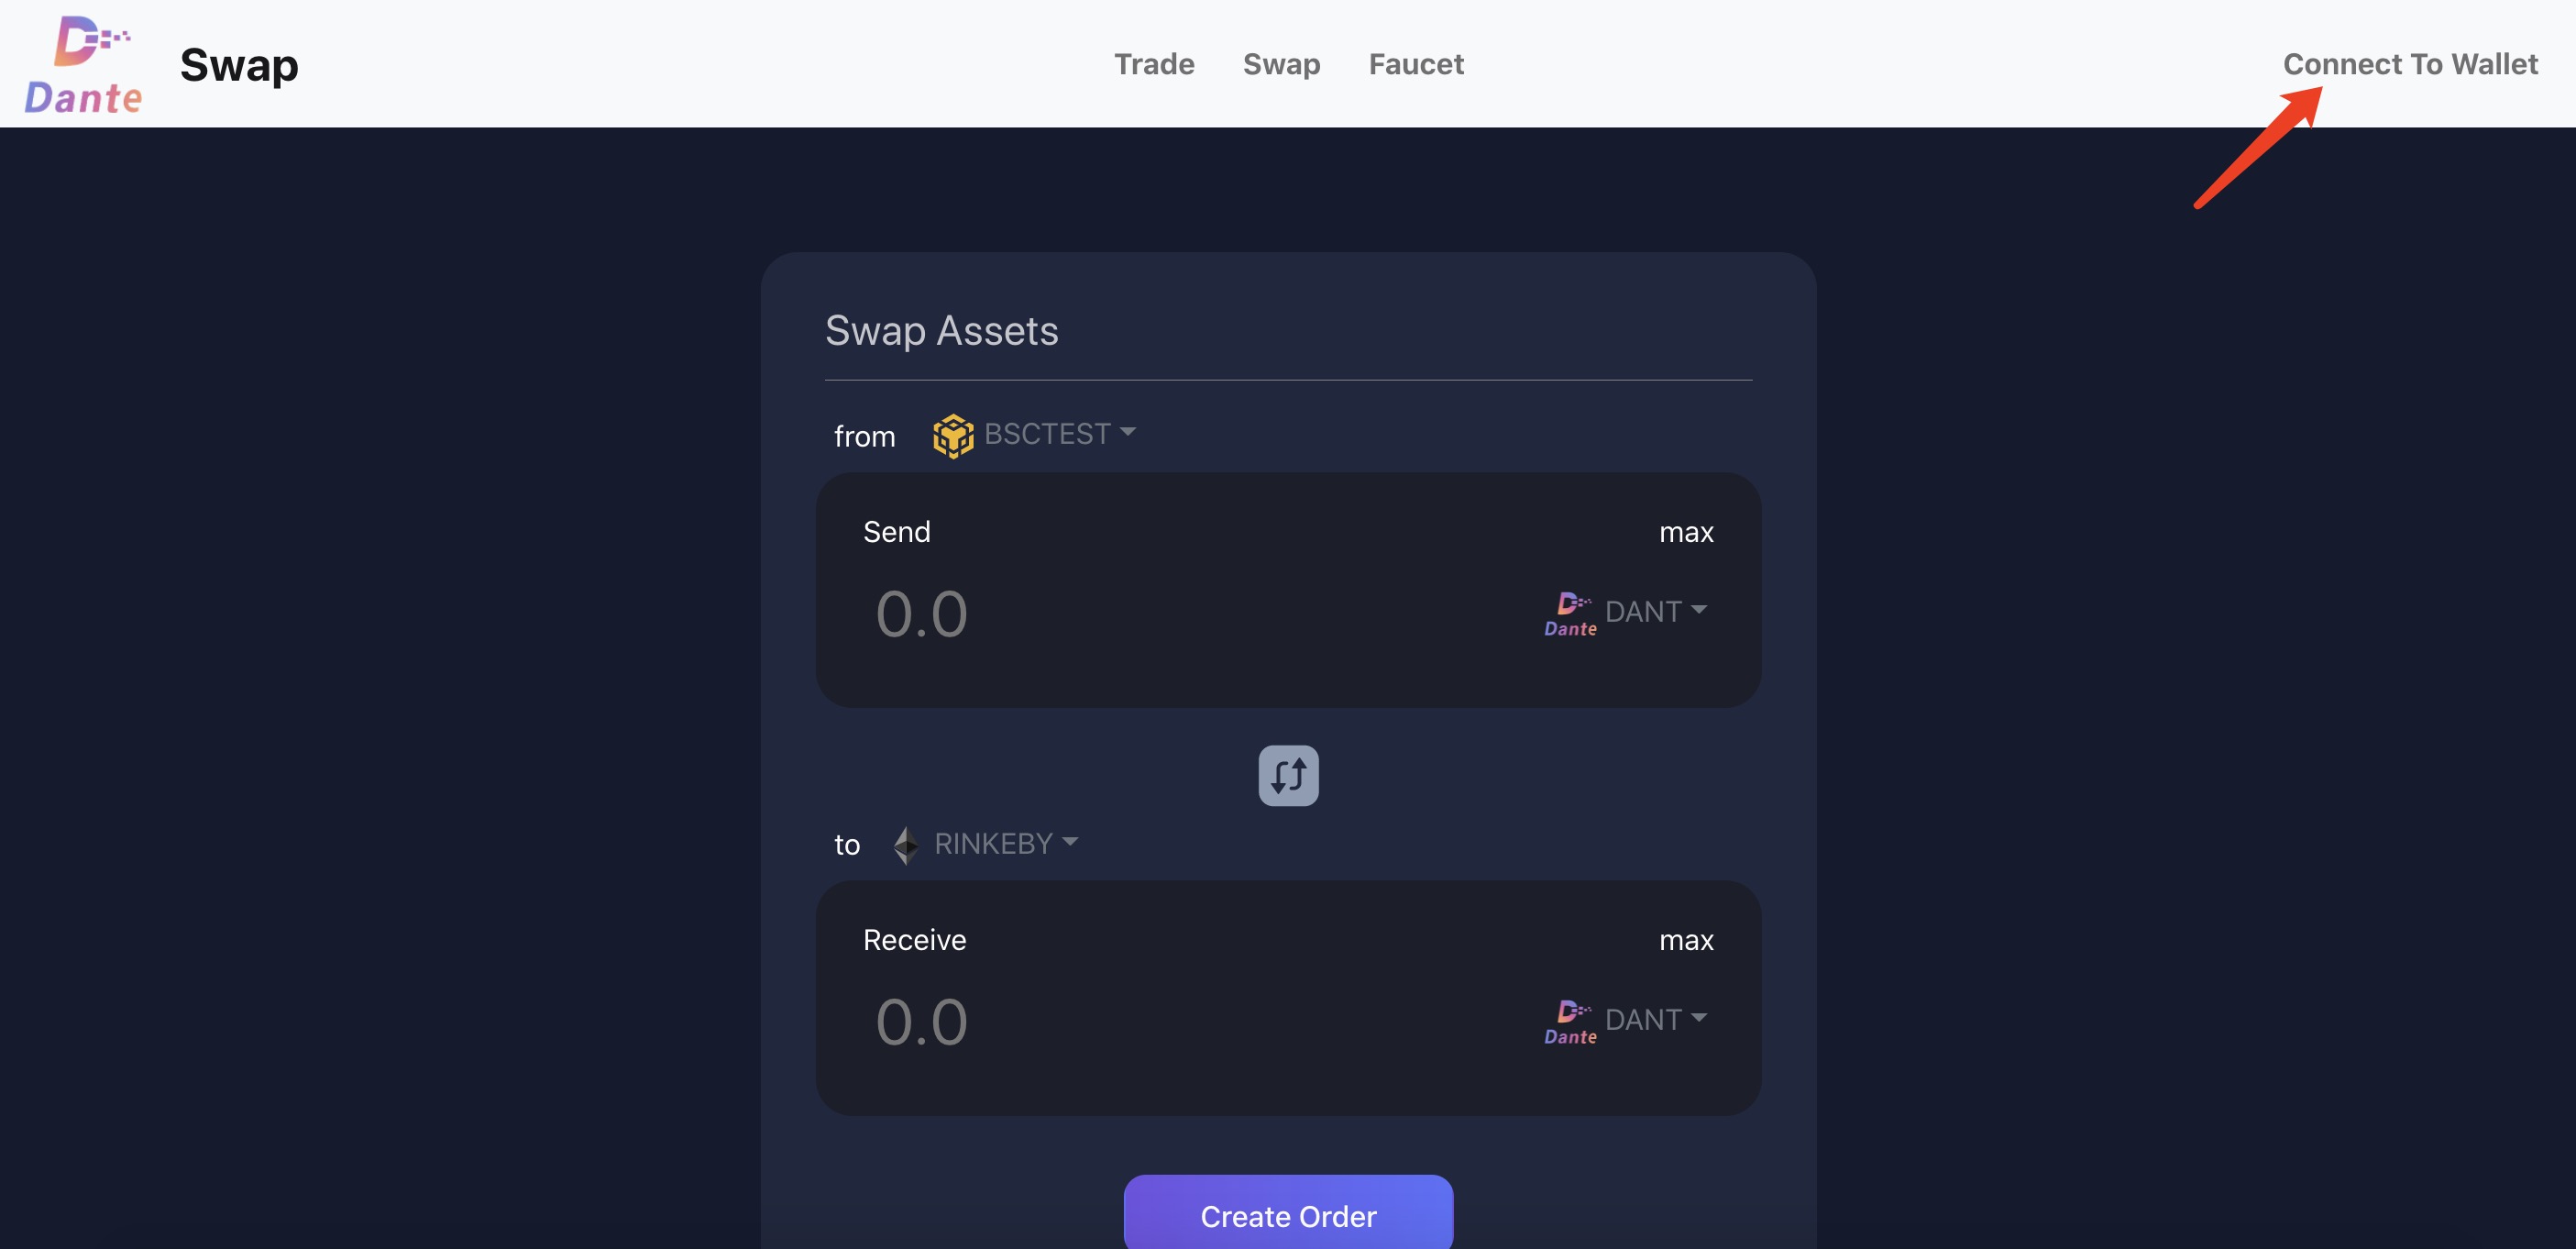 Dante
Swap
Trade Swap Faucet
Connect To Wallet
Swap Assets
from BSCTEST
Send max
0.0 Dante DANT
to RINKEBY
Receive max
0.0 Dante DANT
Create Order